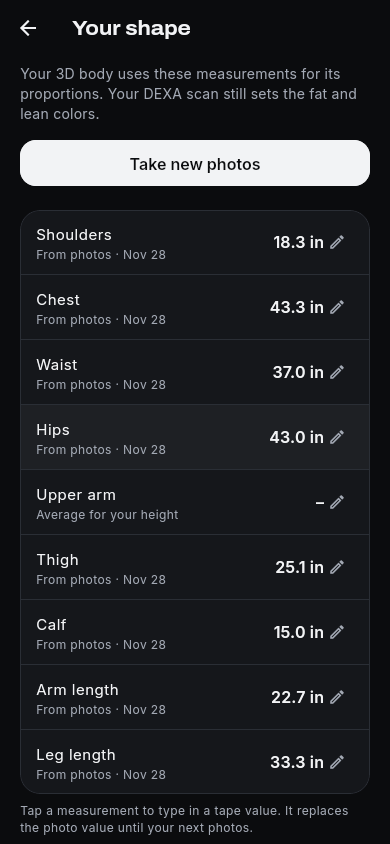 Your shape
Your 3D body uses these measurements for its
proportions. Your DEXA scan still sets the fat and
lean colors.
Take new photos
Shoulders
18.3 in
From photos · Nov 28
Chest
43.3 in
From photos · Nov 28
Waist
37.0 in
From photos · Nov 28
Hips
43.0 in
From photos · Nov 28
Upper arm
–
Average for your height
Thigh
25.1 in
From photos · Nov 28
Calf
15.0 in
From photos · Nov 28
Arm length
22.7 in
From photos · Nov 28
Leg length
33.3 in
From photos · Nov 28
Tap a measurement to type in a tape value. It replaces
the photo value until your next photos.